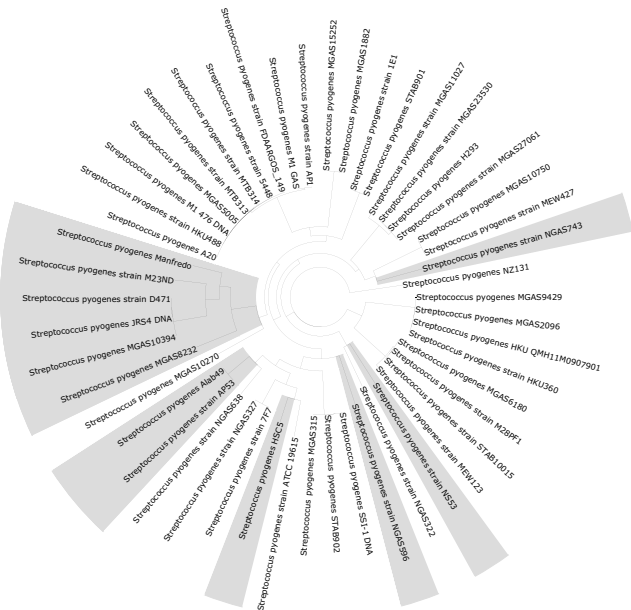 Streptococcus pyogenes MGAS15252
Streptococcus pyogenes MGAS1882
Streptococcus pyogenes strain 1E1
Streptococcus pyogenes STAB901
Streptococcus pyogenes strain MGAS11027
Streptococcus pyogenes strain MGAS23530
Streptococcus pyogenes H293
Streptococcus pyogenes strain MGAS27061
Streptococcus pyogenes MGAS10750
Streptococcus pyogenes strain MEW427
Streptococcus pyogenes strain NGAS743
Streptococcus pyogenes NZ131
Streptococcus pyogenes MGAS9429
Streptococcus pyogenes MGAS2096
Streptococcus pyogenes HKU QMH11M0907901
Streptococcus pyogenes strain HKU360
Streptococcus pyogenes MGAS6180
Streptococcus pyogenes strain M28PF1
Streptococcus pyogenes strain STAB10015
Streptococcus pyogenes strain MEW123
Streptococcus pyogenes strain NS53
Streptococcus pyogenes strain NGAS322
Streptococcus pyogenes strain NGAS596
Streptococcus pyogenes SSI-1 DNA
Streptococcus pyogenes STAB902
Streptococcus pyogenes MGAS315
Streptococcus pyogenes strain ATCC 19615
Streptococcus pyogenes HSC5
Streptococcus pyogenes strain 7F7
Streptococcus pyogenes strain NGAS327
Streptococcus pyogenes strain NGAS638
Streptococcus pyogenes strain AP53
Streptococcus pyogenes Alab49
Streptococcus pyogenes MGAS10270
Streptococcus pyogenes MGAS8232
Streptococcus pyogenes MGAS10394
Streptococcus pyogenes JRS4 DNA
Streptococcus pyogenes strain D471
Streptococcus pyogenes strain M23ND
Streptococcus pyogenes Manfredo
Streptococcus pyogenes A20
Streptococcus pyogenes strain HKU488
Streptococcus pyogenes M1 476 DNA
Streptococcus pyogenes MGAS5005
Streptococcus pyogenes strain MTB313
Streptococcus pyogenes strain MTB314
Streptococcus pyogenes strain 5448
Streptococcus pyogenes strain FDAARGOS_149
Streptococcus pyogenes M1 GAS
Streptococcus pyogenes strain AP1